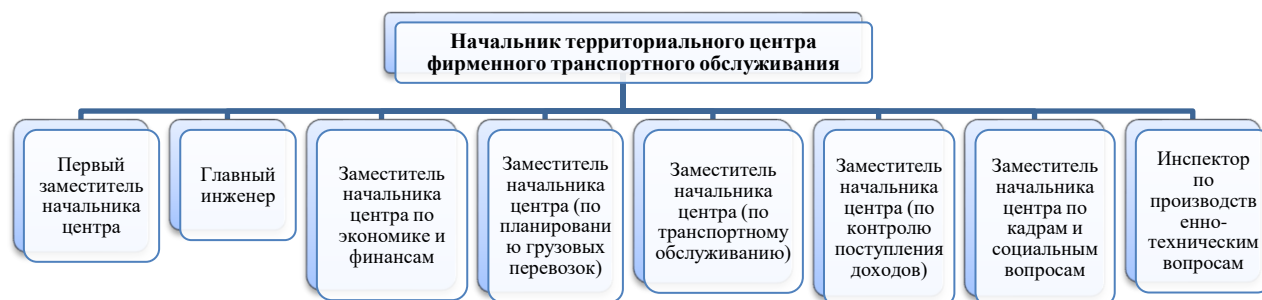 Начальник территориального центра
фирменного транспортного обслуживания
Первый
заместитель
начальника
центра
Главный
инженер
Заместитель
начальника
центра по
экономике и
финансам
Заместитель
начальника
центра (по
планировани
ю грузовых
перевозок)
Заместитель
начальника
центра (по
транспортному
обслуживанию)
Заместитель
начальника
центра (по
контролю
поступления
доходов)
Заместитель
начальника
центра по
кадрам и
социальным
вопросам
Инспектор
по
производств
енно-
техническим
вопросам